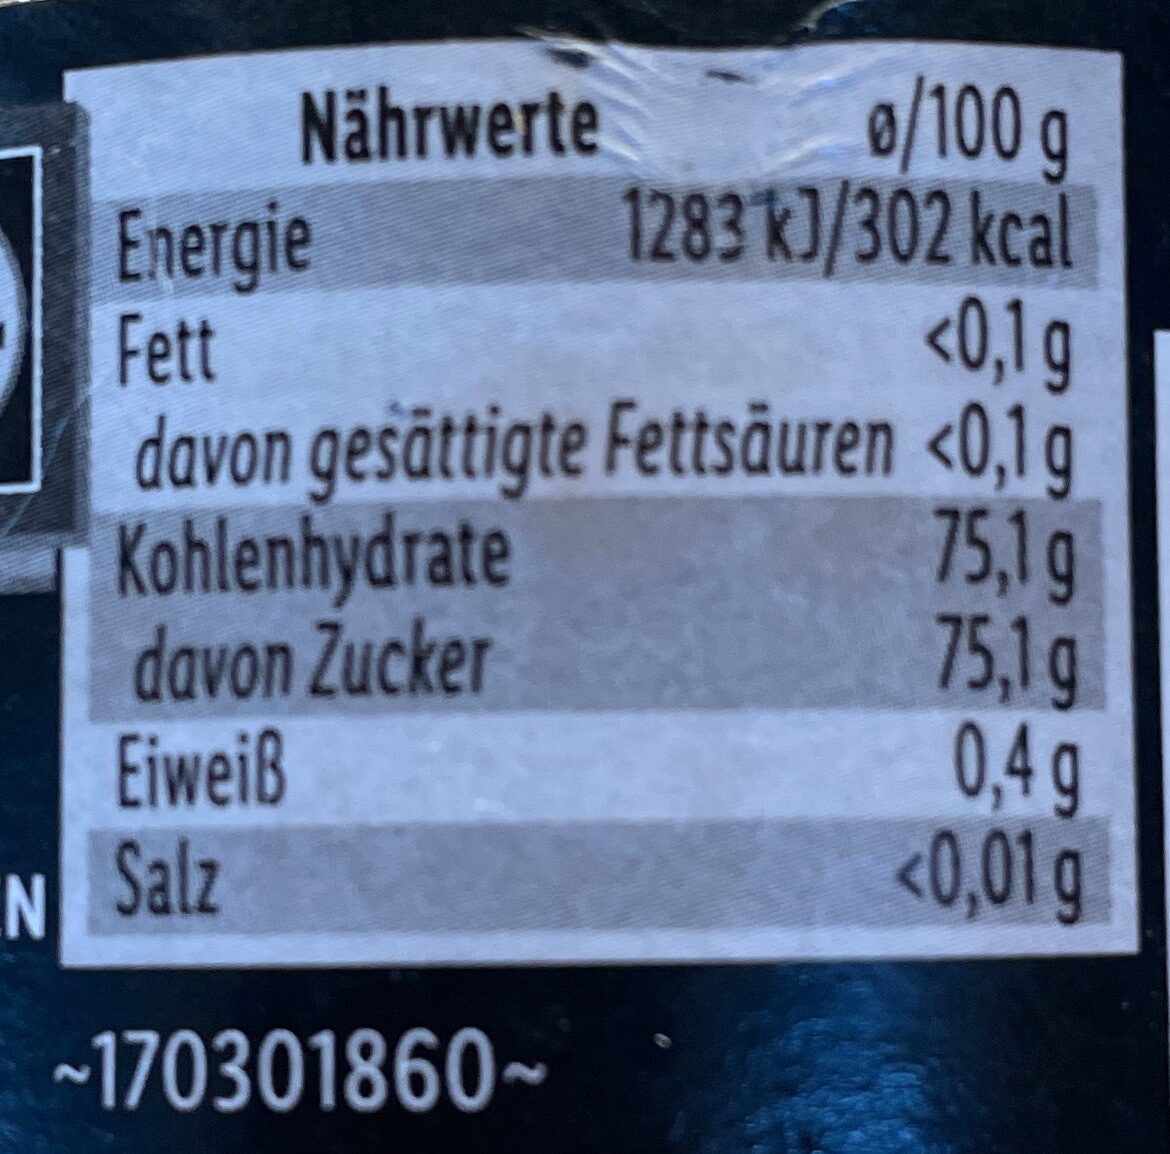 Nährwerte ø/100 g
Energie 1283 kJ/302 kcal
Fett <0,1 g
davon gesättigte Fettsäuren <0,1 g
Kohlenhydrate 75,1 g
davon Zucker 75,1 g
Eiweiß 0,4 g
Salz <0,01 g
N
~170301860~